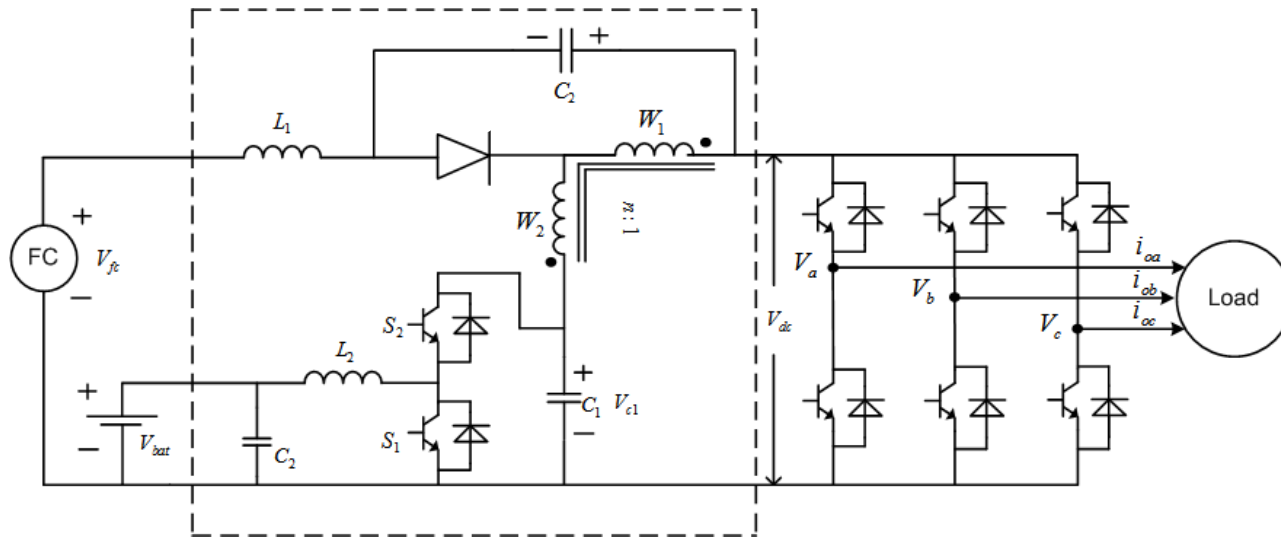 − +
C2
L1
W1
W2
n:1
+
FC
Vfc
−
S2
L2
S1
+
Vbat
−
C2
+
C1 Vc1
−
Vdc
Va
Vb
Vc
ioa
iob
ioc
Load